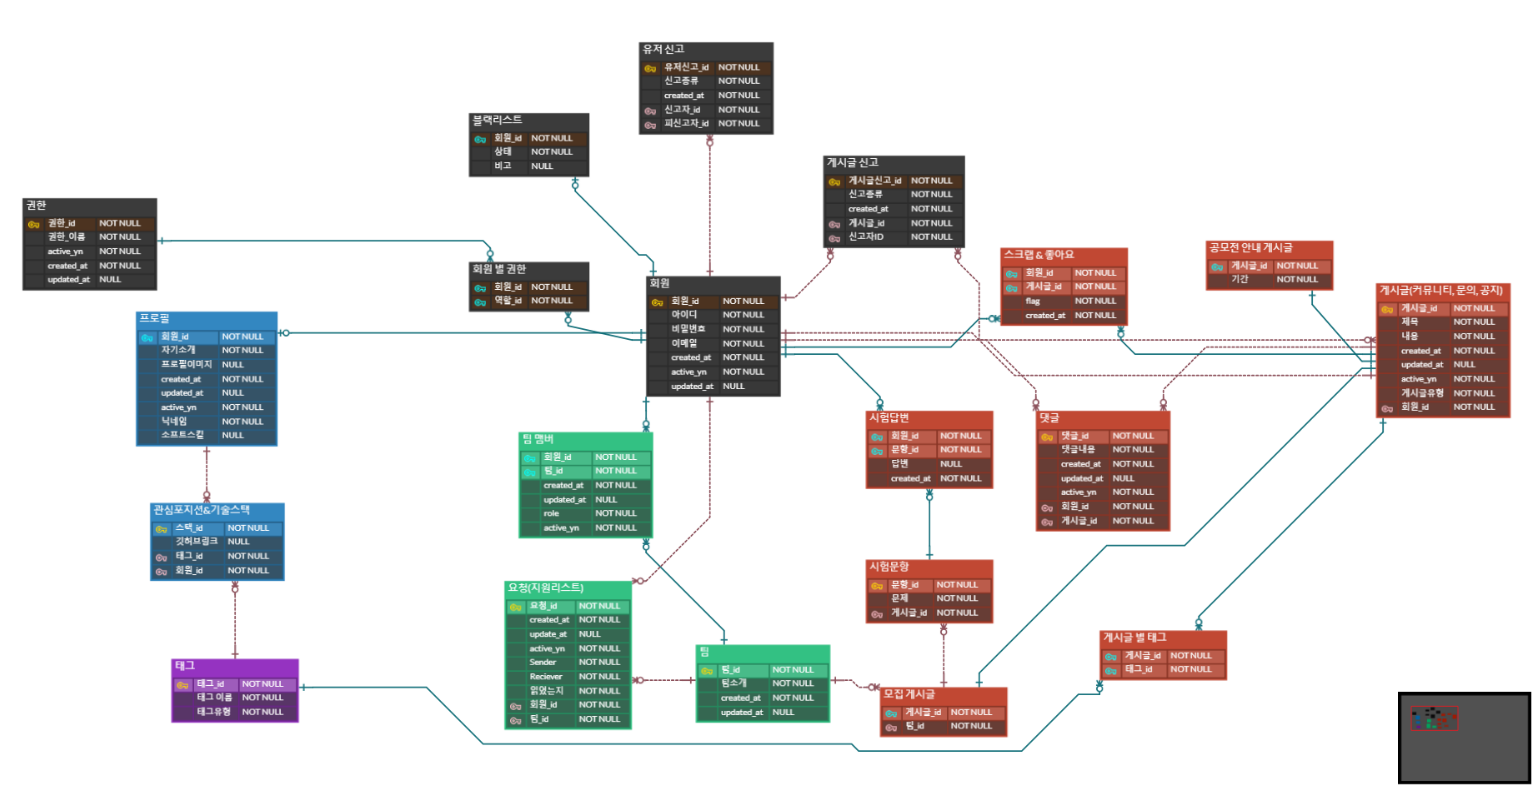 유저 신고
유저신고_id NOT NULL
신고종류 NOT NULL
created_at NOT NULL
신고자_id NOT NULL
피신고자_id NOT NULL
블랙리스트
회원_id NOT NULL
상태 NOT NULL
비고 NULL
게시글 신고
게시글신고_id NOT NULL
신고종류 NOT NULL
created_at NOT NULL
게시글_id NOT NULL
신고자ID NOT NULL
권한
권한_id NOT NULL
권한_이름 NOT NULL
active_yn NOT NULL
created_at NOT NULL
updated_at NULL
회원 별 권한
회원_id NOT NULL
역할_id NOT NULL
회원
회원_id NOT NULL
아이디 NOT NULL
비밀번호 NOT NULL
이메일 NOT NULL
created_at NOT NULL
active_yn NOT NULL
updated_at NULL
스크랩 & 좋아요
회원_id NOT NULL
게시글_id NOT NULL
flag NOT NULL
created_at NOT NULL
공모전 안내 게시글
게시글_id NOT NULL
기간 NOT NULL
게시글(커뮤니티, 문의, 공지)
게시글_id NOT NULL
제목 NOT NULL
내용 NOT NULL
created_at NOT NULL
updated_at NULL
active_yn NOT NULL
게시글유형 NOT NULL
회원_id NOT NULL
프로필
회원_id NOT NULL
자기소개 NOT NULL
프로필이미지 NULL
created_at NOT NULL
updated_at NULL
active_yn NOT NULL
닉네임 NOT NULL
소프트스킬 NULL
팀 멤버
회원_id NOT NULL
팀_id NOT NULL
created_at NOT NULL
updated_at NULL
role NOT NULL
active_yn NOT NULL
시험답변
회원_id NOT NULL
문항_id NOT NULL
답변 NULL
created_at NOT NULL
댓글
댓글_id NOT NULL
댓글내용 NOT NULL
created_at NOT NULL
updated_at NULL
active_yn NOT NULL
회원_id NOT NULL
게시글_id NOT NULL
관심포지션&기술스택
스택_id NOT NULL
깃허브링크 NULL
태그_id NOT NULL
회원_id NOT NULL
요청(지원리스트)
요청_id NOT NULL
created_at NOT NULL
update_at NULL
active_yn NOT NULL
Sender NOT NULL
Reciever NOT NULL
읽었는지 NOT NULL
회원_id NOT NULL
팀_id NOT NULL
시험문항
문항_id NOT NULL
문제 NOT NULL
게시글_id NOT NULL
태그
태그_id NOT NULL
태그 이름 NOT NULL
태그유형 NOT NULL
팀
팀_id NOT NULL
팀소개 NOT NULL
created_at NOT NULL
updated_at NULL
모집 게시글
게시글_id NOT NULL
팀_id NOT NULL
게시글 별 태그
게시글_id NOT NULL
태그_id NOT NULL